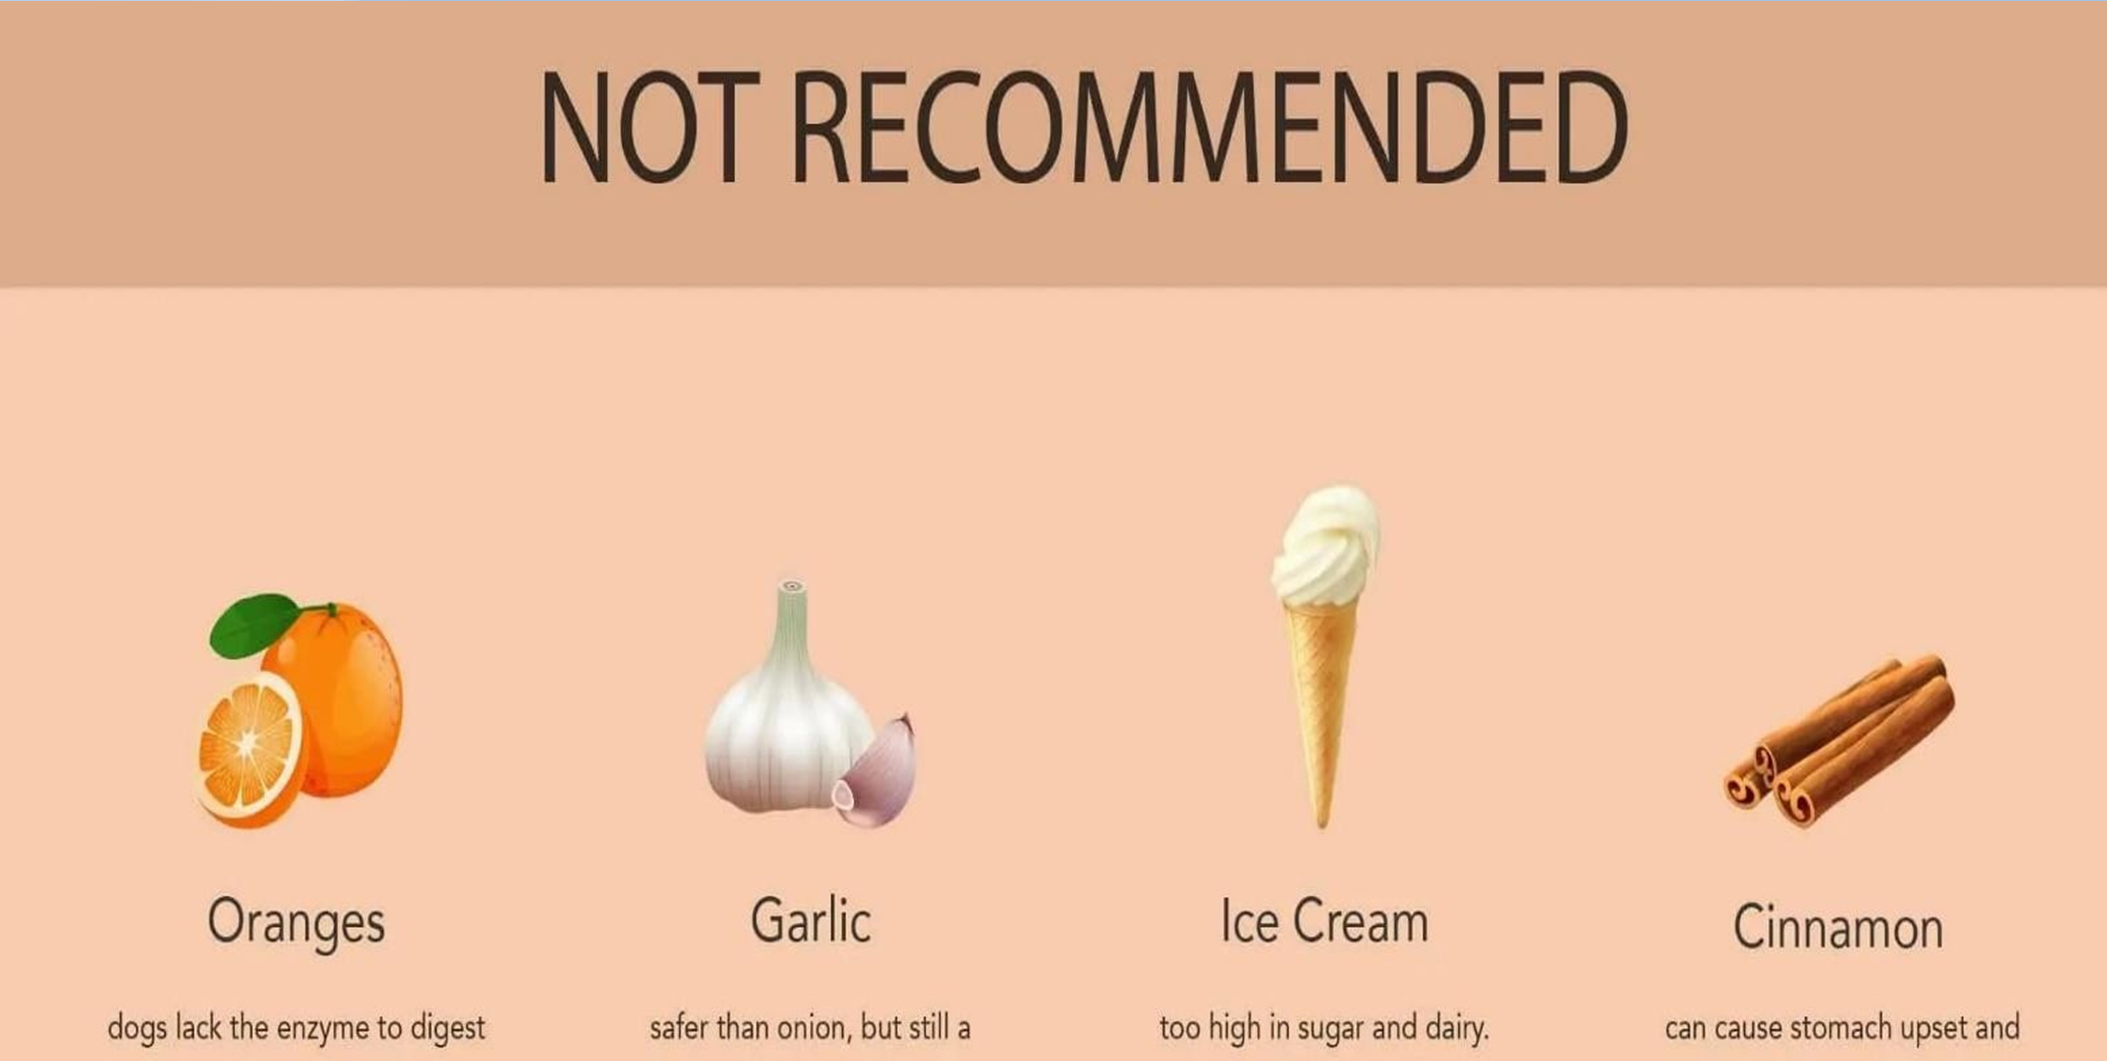 NOT RECOMMENDED
Oranges
Garlic
Ice Cream
Cinnamon
dogs lack the enzyme to digest
safer than onion, but still a
too high in sugar and dairy.
can cause stomach upset and